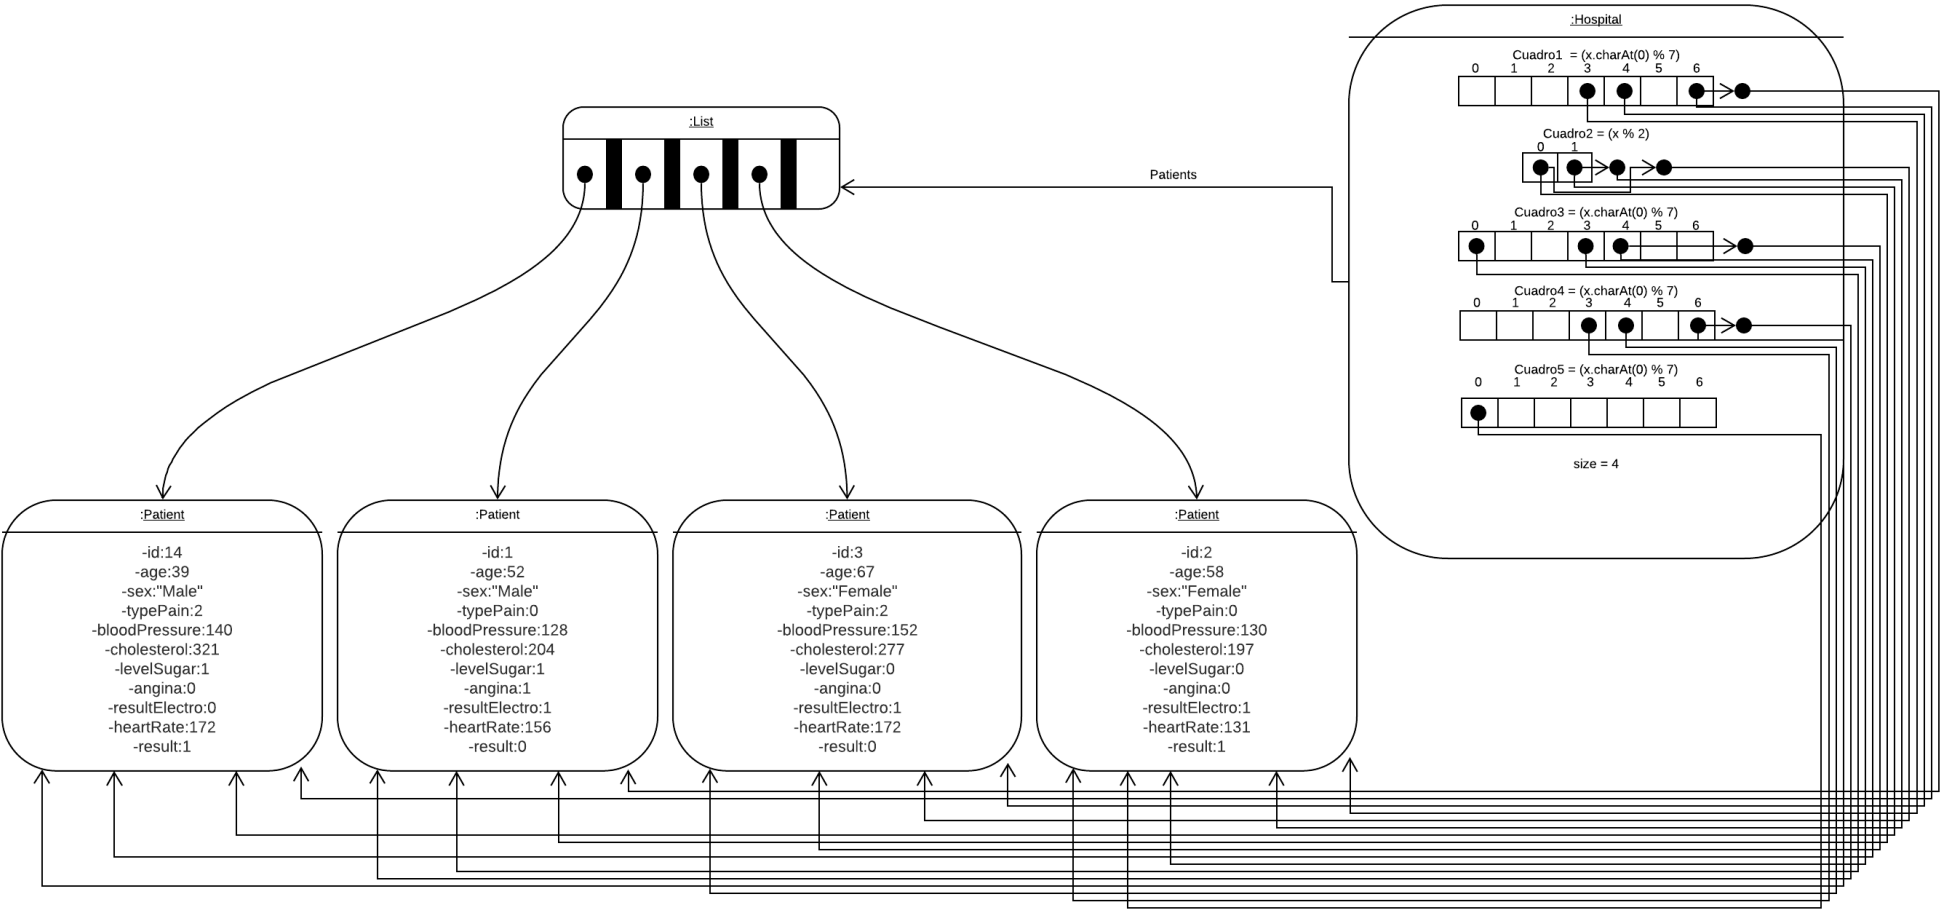 :Hospital
Cuadro1 = (x.charAt(0) % 7)
0 1 2 3 4 5 6
Cuadro2 = (x % 2)
0 1
Cuadro3 = (x.charAt(0) % 7)
0 1 2 3 4 5 6
Cuadro4 = (x.charAt(0) % 7)
0 1 2 3 4 5 6
Cuadro5 = (x.charAt(0) % 7)
0 1 2 3 4 5 6
size = 4
:List
Patients
:Patient
-id:14
-age:39
-sex:"Male"
-typePain:2
-bloodPressure:140
-cholesterol:321
-levelSugar:1
-angina:0
-resultElectro:0
-heartRate:172
-result:1
:Patient
-id:1
-age:52
-sex:"Male"
-typePain:0
-bloodPressure:128
-cholesterol:204
-levelSugar:1
-angina:1
-resultElectro:1
-heartRate:156
-result:0
:Patient
-id:3
-age:67
-sex:"Female"
-typePain:2
-bloodPressure:152
-cholesterol:277
-levelSugar:0
-angina:0
-resultElectro:1
-heartRate:172
-result:0
:Patient
-id:2
-age:58
-sex:"Female"
-typePain:0
-bloodPressure:130
-cholesterol:197
-levelSugar:0
-angina:0
-resultElectro:1
-heartRate:131
-result:1